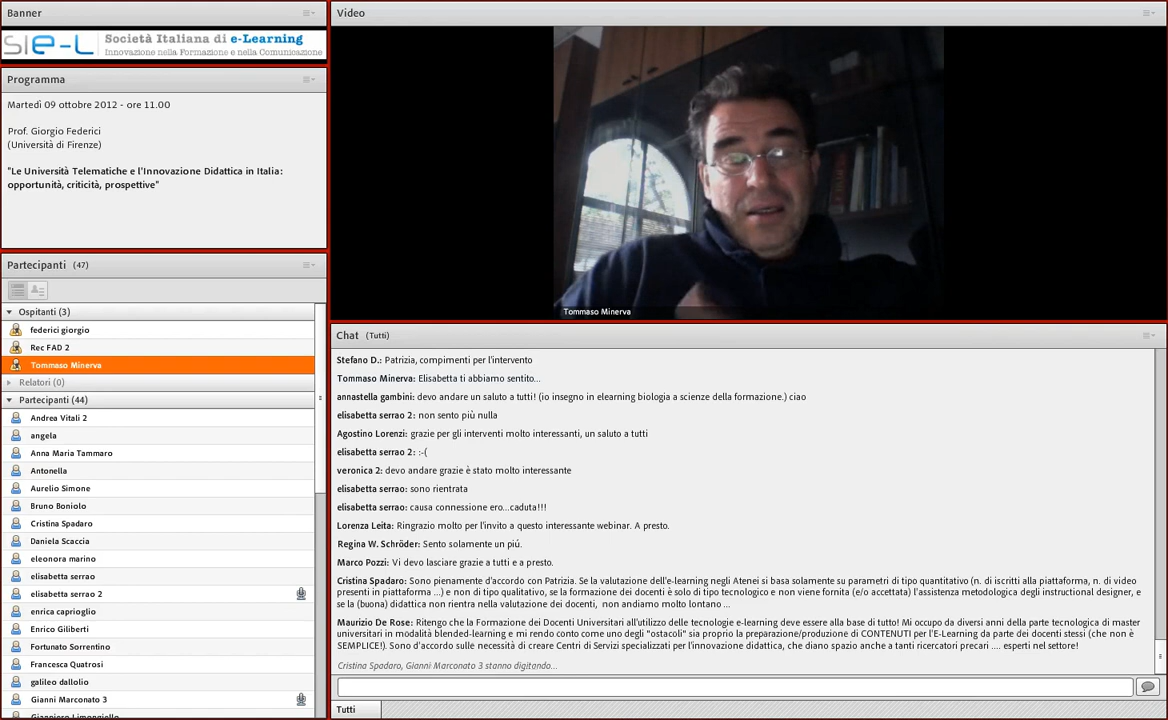 Banner
SIe-L Società Italiana di e-Learning
Innovazione nella Formazione e nella Comunicazione
Programma
Martedì 09 ottobre 2012 - ore 11.00
Prof. Giorgio Federici
(Università di Firenze)
"Le Università Telematiche e l'Innovazione Didattica in Italia:
opportunità, criticità, prospettive"
Partecipanti (47)
Ospitanti (3)
federici giorgio
Rec FAD 2
Tommaso Minerva
Relatori (0)
Partecipanti (44)
Andrea Vitali 2
angela
Anna Maria Tammaro
Antonella
Aurelio Simone
Bruno Boniolo
Cristina Spadaro
Daniela Scaccia
eleonora marino
elisabetta serrao
elisabetta serrao 2
enrica caprioglio
Enrico Giliberti
Fortunato Sorrentino
Francesca Quatrosi
galileo dallolio
Gianni Marconato 3
Gianpiero Limongiello
Video
Tommaso Minerva
Chat (Tutti)
Stefano D.: Patrizia, compimenti per l'intervento
Tommaso Minerva: Elisabetta ti abbiamo sentito...
annastella gambini: devo andare un saluto a tutti! (io insegno in elearning biologia a scienze della formazione.) ciao
elisabetta serrao 2: non sento più nulla
Agostino Lorenzi: grazie per gli interventi molto interessanti, un saluto a tutti
elisabetta serrao 2: :-(
veronica 2: devo andare grazie è stato molto interessante
elisabetta serrao: sono rientrata
elisabetta serrao: causa connessione ero...caduta!!!
Lorenza Leita: Ringrazio molto per l'invito a questo interessante webinar. A presto.
Regina W. Schröder: Sento solamente un piú.
Marco Pozzi: Vi devo lasciare grazie a tutti e a presto.
Cristina Spadaro: Sono pienamente d'accordo con Patrizia. Se la valutazione dell'e-learning negli Atenei si basa solamente su parametri di tipo quantitativo (n. di iscritti alla piattaforma, n. di video
presenti in piattaforma ...) e non di tipo qualitativo, se la formazione dei docenti è solo di tipo tecnologico e non viene fornita (e/o accettata) l'assistenza metodologica degli instructional designer, e
se la (buona) didattica non rientra nella valutazione dei docenti, non andiamo molto lontano ...
Maurizio De Rose: Ritengo che la Formazione dei Docenti Universitari all'utilizzo delle tecnologie e-learning deve essere alla base di tutto! Mi occupo da diversi anni della parte tecnologica di master
universitari in modalità blended-learning e mi rendo conto come uno degli "ostacoli" sia proprio la preparazione/produzione di CONTENUTI per l'E-Learning da parte dei docenti stessi (che non è
SEMPLICE!). Sono d'accordo sulle necessità di creare Centri di Servizi specializzati per l'innovazione didattica, che diano spazio anche a tanti ricercatori precari .... esperti nel settore!
Cristina Spadaro, Gianni Marconato 3 stanno digitando...
Tutti